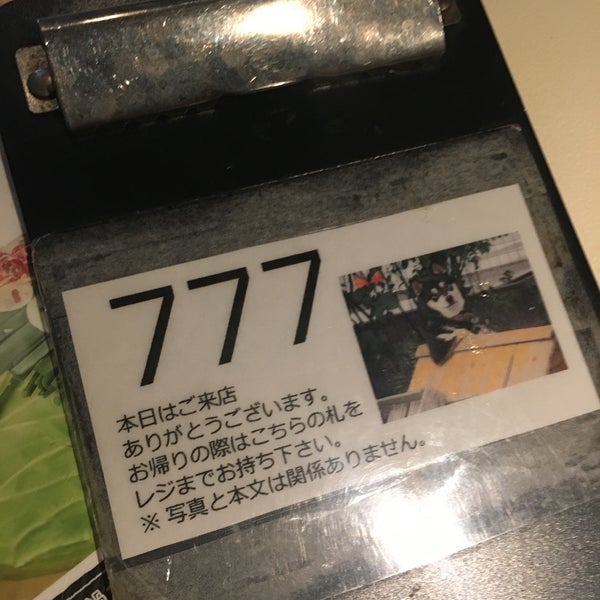 777
本日はご来店
ありがとうございます。
お帰りの際はこちらの札を
レジまでお持ち下さい。
※ 写真と本文は関係ありません。